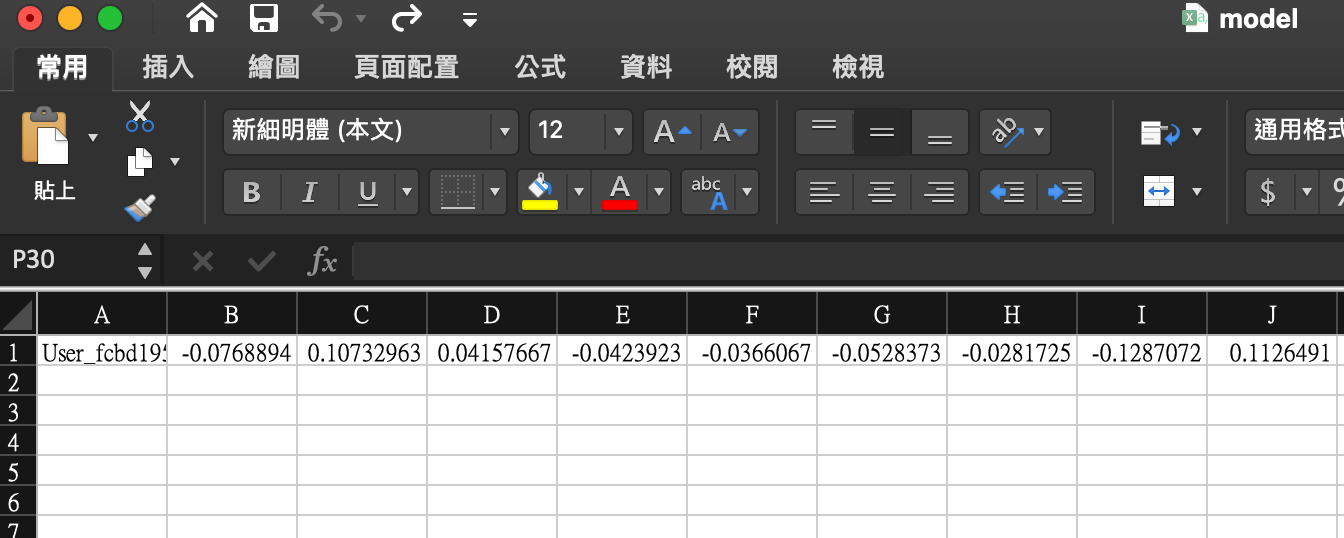 model
常用 插入 繪圖 頁面配置 公式 資料 校閱 檢視
新細明體 (本文) 12 A A ab 通用格式
貼上 B I U A abc A $ %
P30 fx
A B C D E F G H I J
1 User_fcbd195 -0.0768894 0.10732963 0.04157667 -0.0423923 -0.0366067 -0.0528373 -0.0281725 -0.1287072 0.1126491
2
3
4
5
6
7